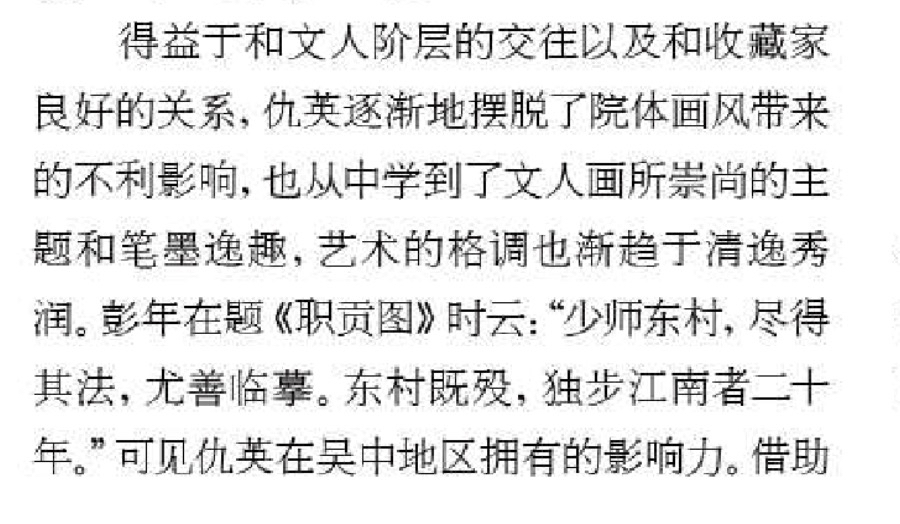 得益于和文人阶层的交往以及和收藏家
良好的关系,仇英逐渐地摆脱了院体画风带来
的不利影响,也从中学到了文人画所崇尚的主
题和笔墨逸趣,艺术的格调也渐趋于清逸秀
润。彭年在题《职贡图》时云:“少师东村,尽得
其法,尤善临摹。东村既殁,独步江南者二十
年。”可见仇英在吴中地区拥有的影响力。借助